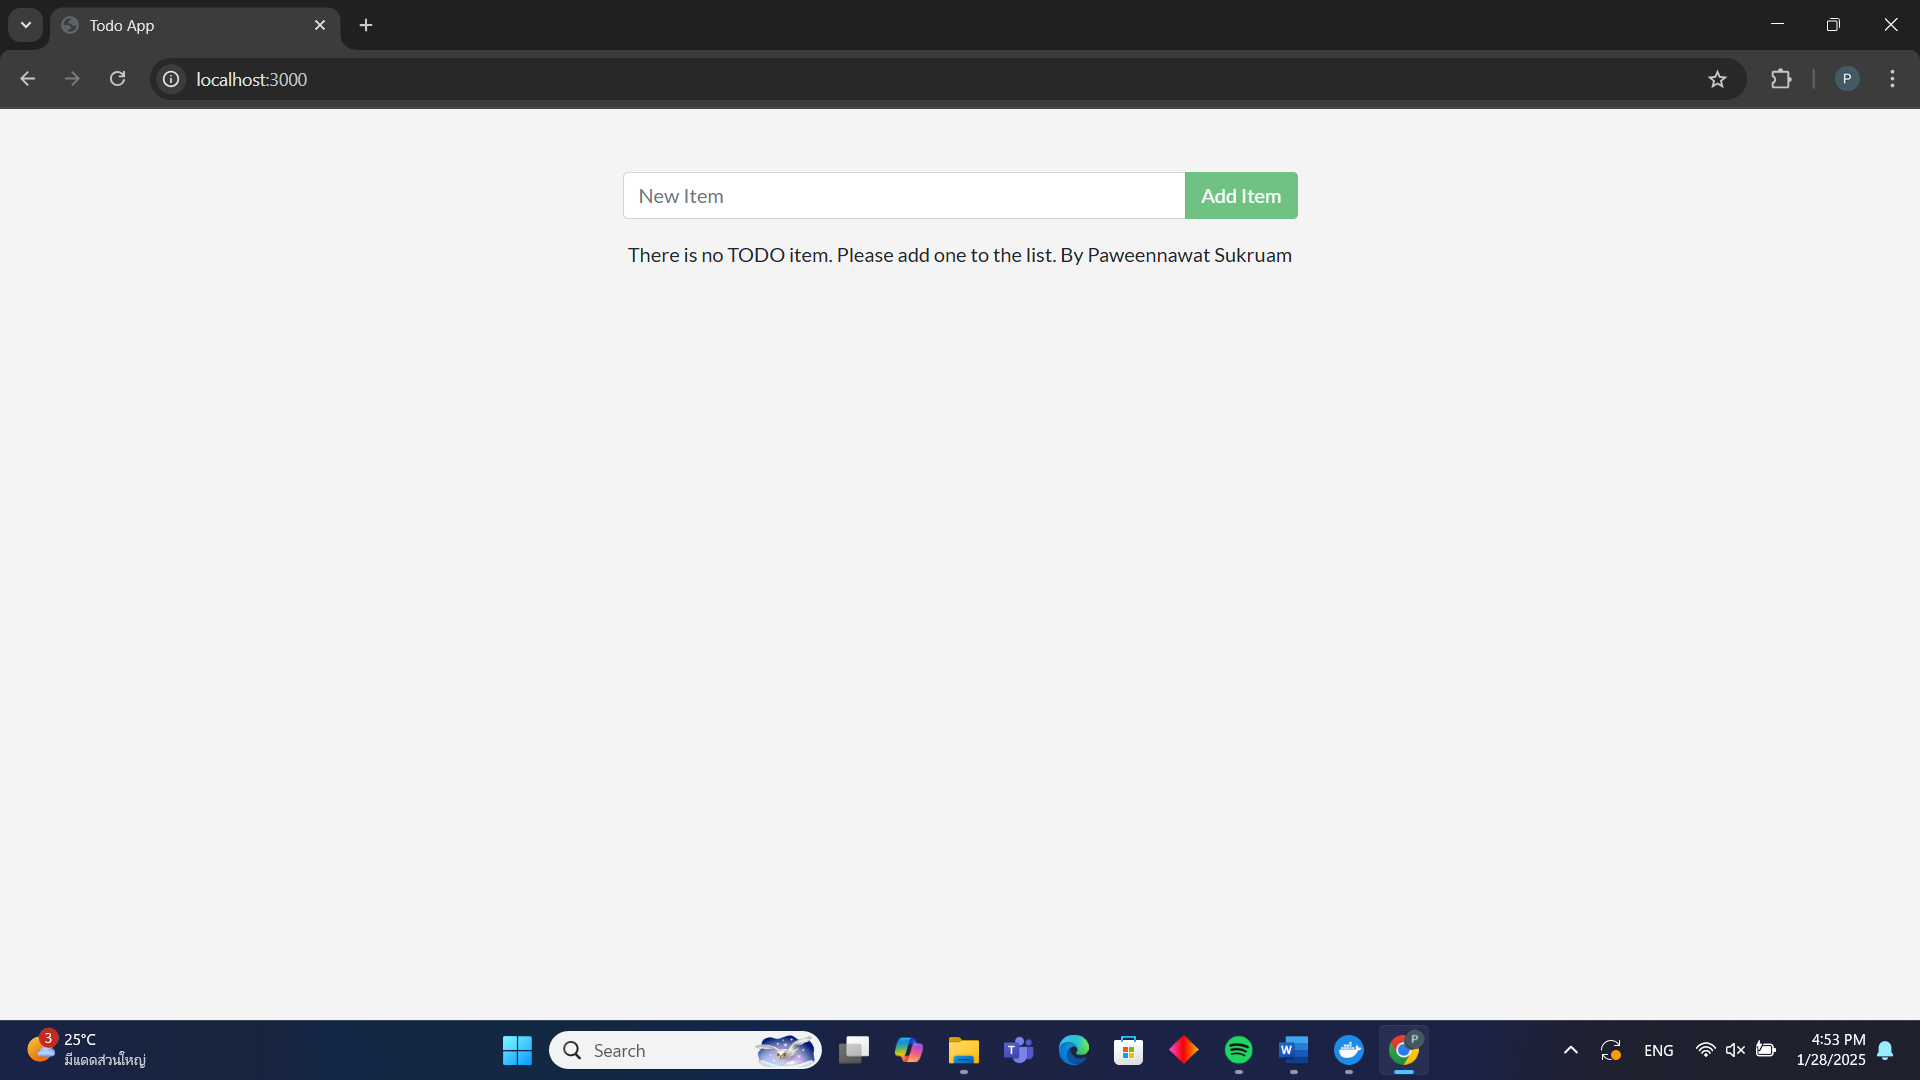 Todo App
localhost:3000
P
New Item
Add Item
There is no TODO item. Please add one to the list. By Paweennawat Sukruam
3
25°C
มีแดดส่วนใหญ่
Search
T
W
P
ENG
4:53 PM
1/28/2025